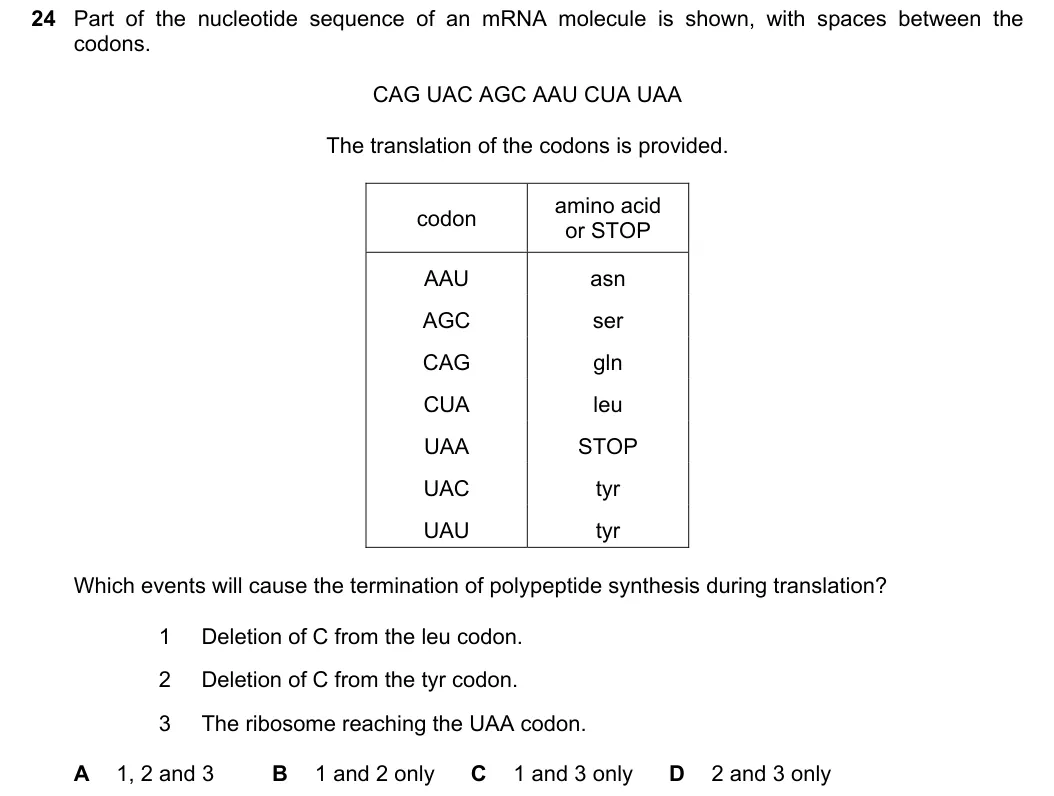 24 Part of the nucleotide sequence of an mRNA molecule is shown, with spaces between the
codons.
CAG UAC AGC AAU CUA UAA
The translation of the codons is provided.
codon amino acid or STOP
AAU asn
AGC ser
CAG gln
CUA leu
UAA STOP
UAC tyr
UAU tyr
Which events will cause the termination of polypeptide synthesis during translation?
1 Deletion of C from the leu codon.
2 Deletion of C from the tyr codon.
3 The ribosome reaching the UAA codon.
A 1, 2 and 3 B 1 and 2 only C 1 and 3 only D 2 and 3 only